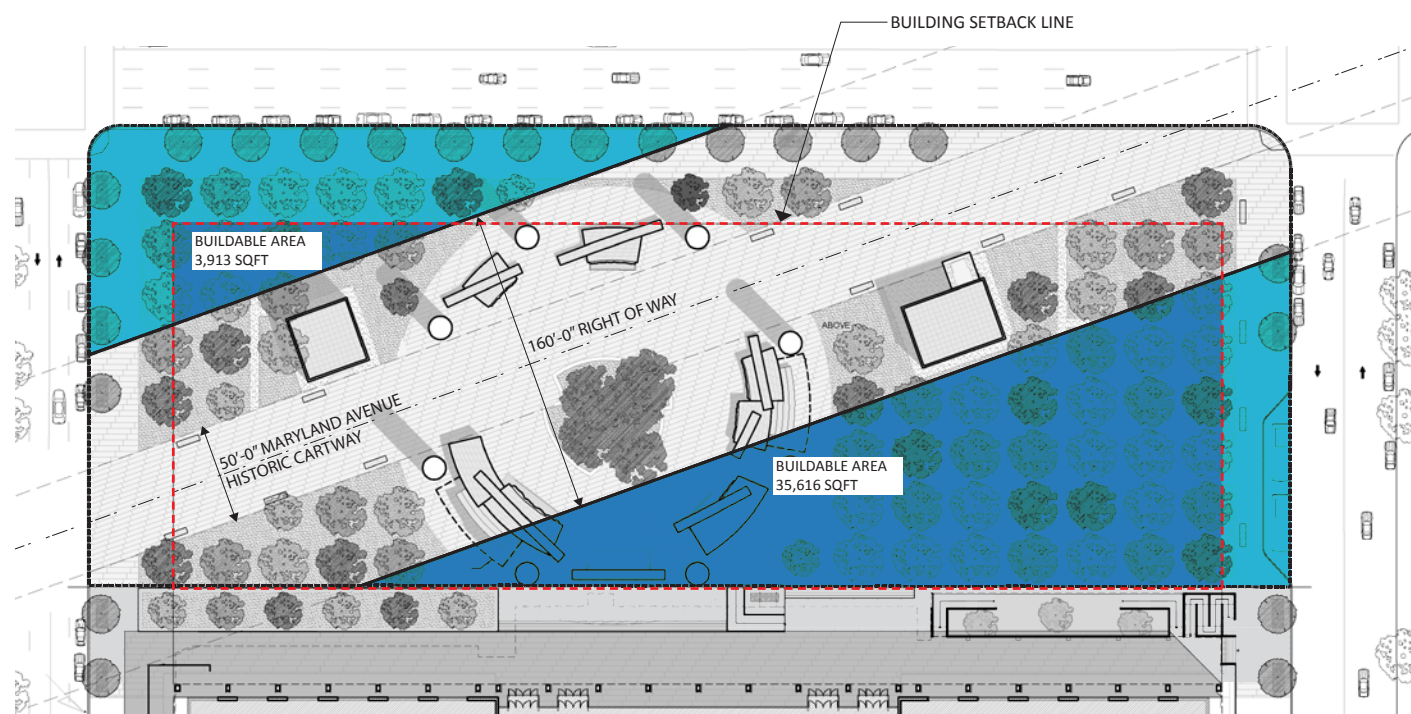 BUILDING SETBACK LINE
BUILDABLE AREA
3,913 SQFT
160'-0" RIGHT OF WAY
ABOVE
50'-0" MARYLAND AVENUE
HISTORIC CARTWAY
BUILDABLE AREA
35,616 SQFT